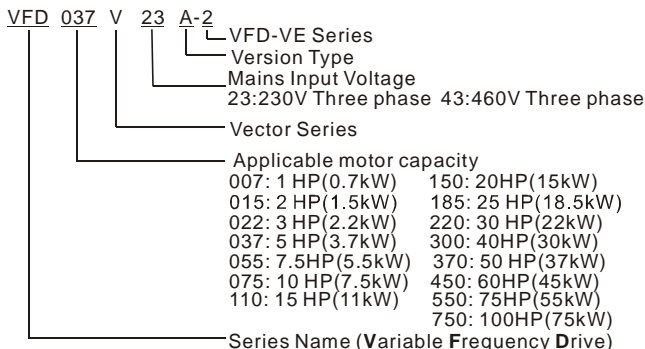 VFD 037 V 23 A-2
VFD-VE Series
Version Type
Mains Input Voltage
23:230V Three phase 43:460V Three phase
Vector Series
Applicable motor capacity
007: 1 HP(0.7kW) 150: 20HP(15kW)
015: 2 HP(1.5kW) 185: 25 HP(18.5kW)
022: 3 HP(2.2kW) 220: 30 HP(22kW)
037: 5 HP(3.7kW) 300: 40HP(30kW)
055: 7.5HP(5.5kW) 370: 50 HP(37kW)
075: 10 HP(7.5kW) 450: 60HP(45kW)
110: 15 HP(11kW) 550: 75HP(55kW)
750: 100HP(75kW)
Series Name (Variable Frequency Drive)